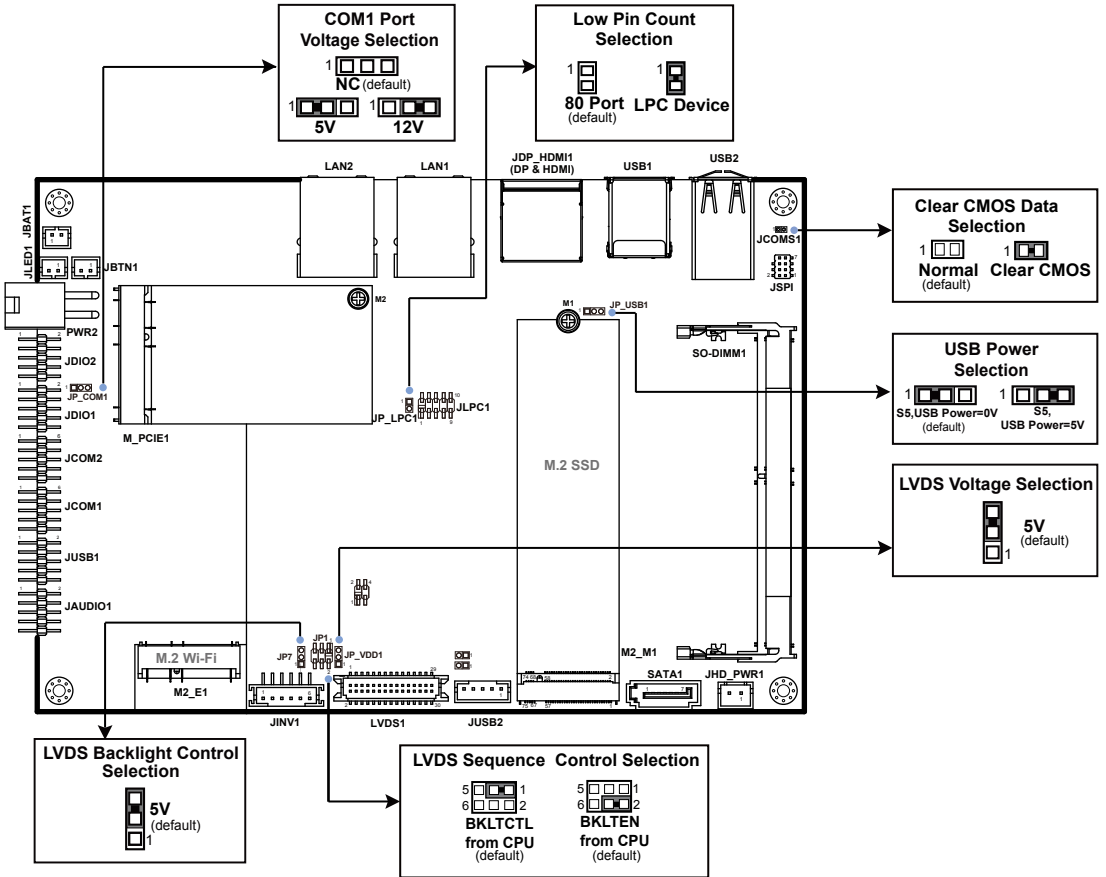 COM1 Port
Voltage Selection
1
NC (default)
1
5V
1
12V
Low Pin Count
Selection
1
80 Port
(default)
1
LPC Device
LAN2
LAN1
JDP_HDMI1
(DP & HDMI)
USB1
USB2
JBAT1
JLED1
JBTN1
JCOMS1
JSPI
Clear CMOS Data
Selection
1
Normal
(default)
1
Clear CMOS
M2
M1
JP_USB1
PWR2
JDIO2
JP_COM1
JDIO1
M_PCIE1
JP_LPC1
JLPC1
SO-DIMM1
USB Power
Selection
1
S5,USB Power=0V
(default)
1
S5,
USB Power=5V
JCOM2
M.2 SSD
JCOM1
LVDS Voltage Selection
5V
(default)
1
JUSB1
JAUDIO1
JP1
JP7
JP_VDD1
M.2 Wi-Fi
M2_E1
M2_M1
SATA1
JHD_PWR1
JINV1
LVDS1
JUSB2
LVDS Backlight Control
Selection
5V
(default)
1
LVDS Sequence Control Selection
5 1
6 2
BKLTCTL
from CPU
(default)
5 1
6 2
BKLTEN
from CPU
(default)